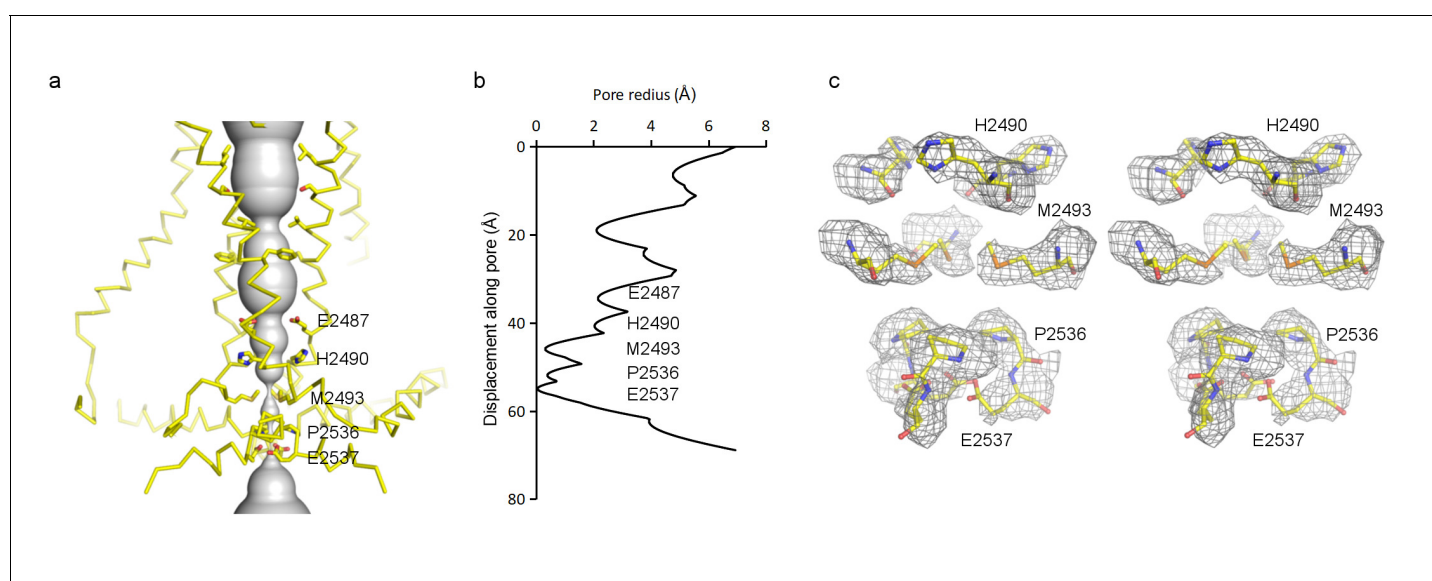 a
E2487
H2490
M2493
P2536
E2537
b
Pore redius (Å)
0 2 4 6 8
Displacement along pore (Å)
0
20
40
60
80
E2487
H2490
M2493
P2536
E2537
c
H2490 H2490
M2493 M2493
P2536 P2536
E2537 E2537